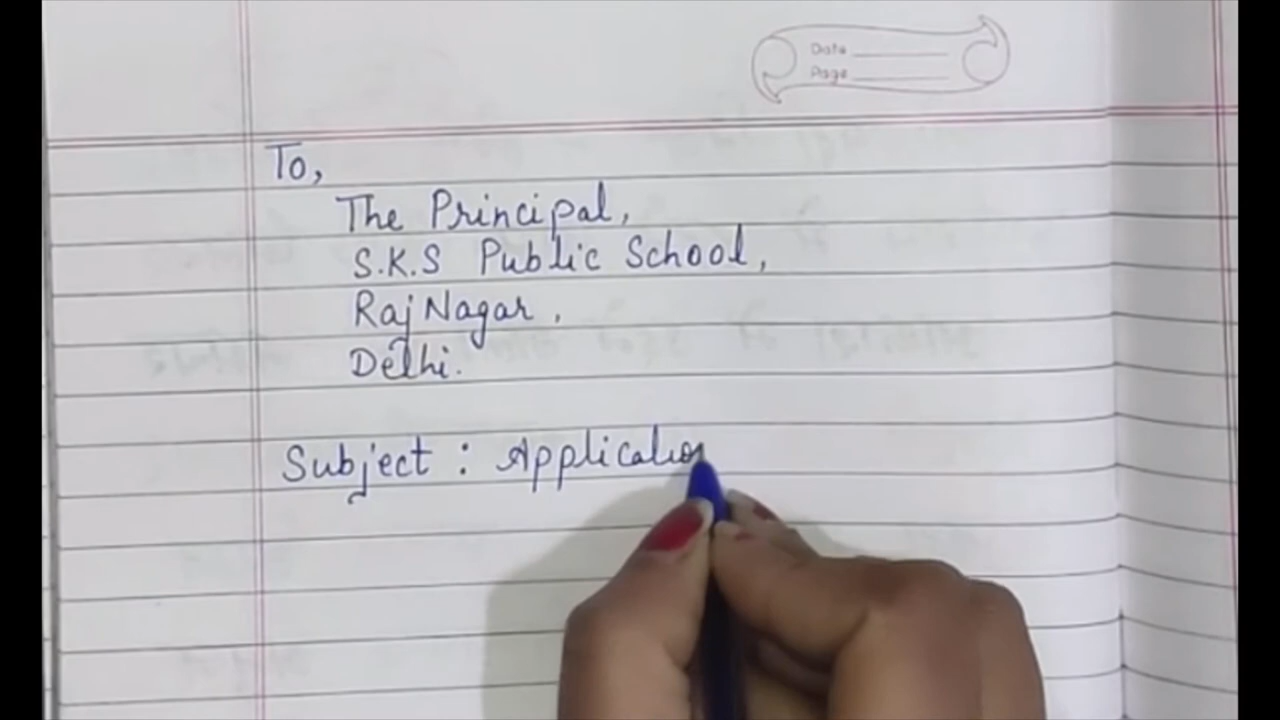 Date
Page
To,
The Principal,
S.K.S Public School,
Raj Nagar,
Delhi.
Subject : Application